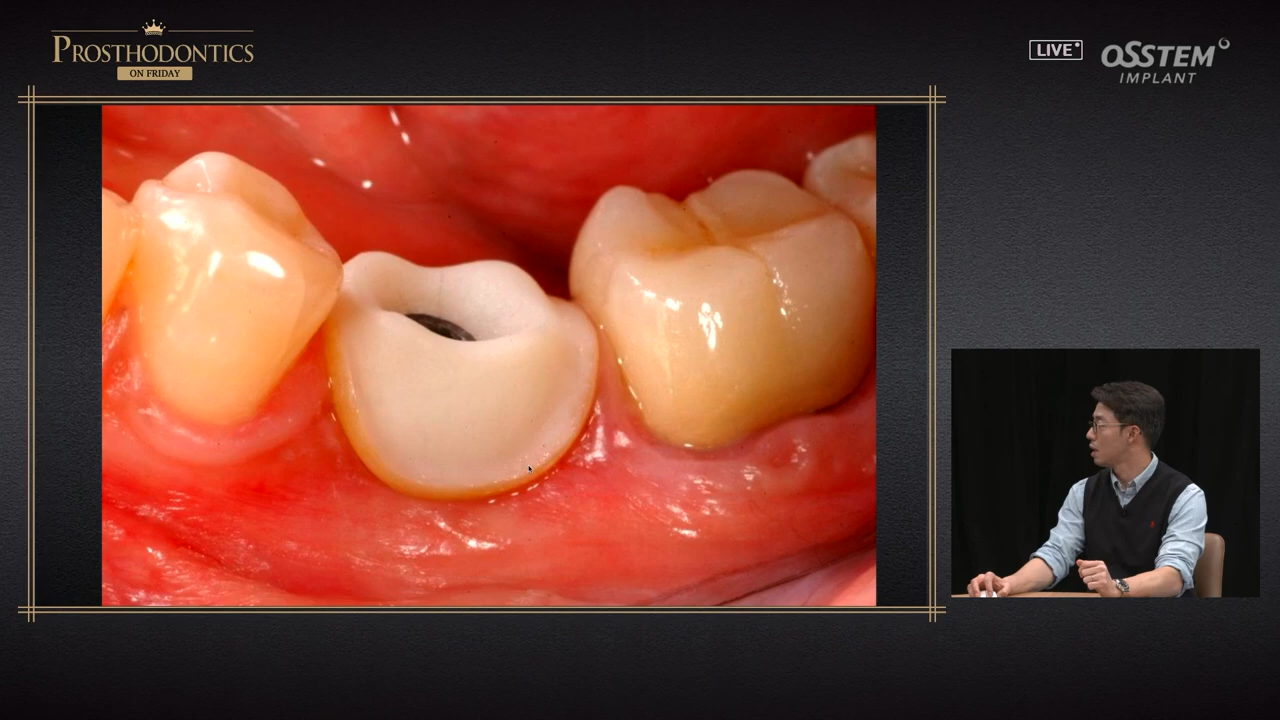 PROSTHODONTICS
ON FRIDAY
LIVE
OSSTEM
IMPLANT